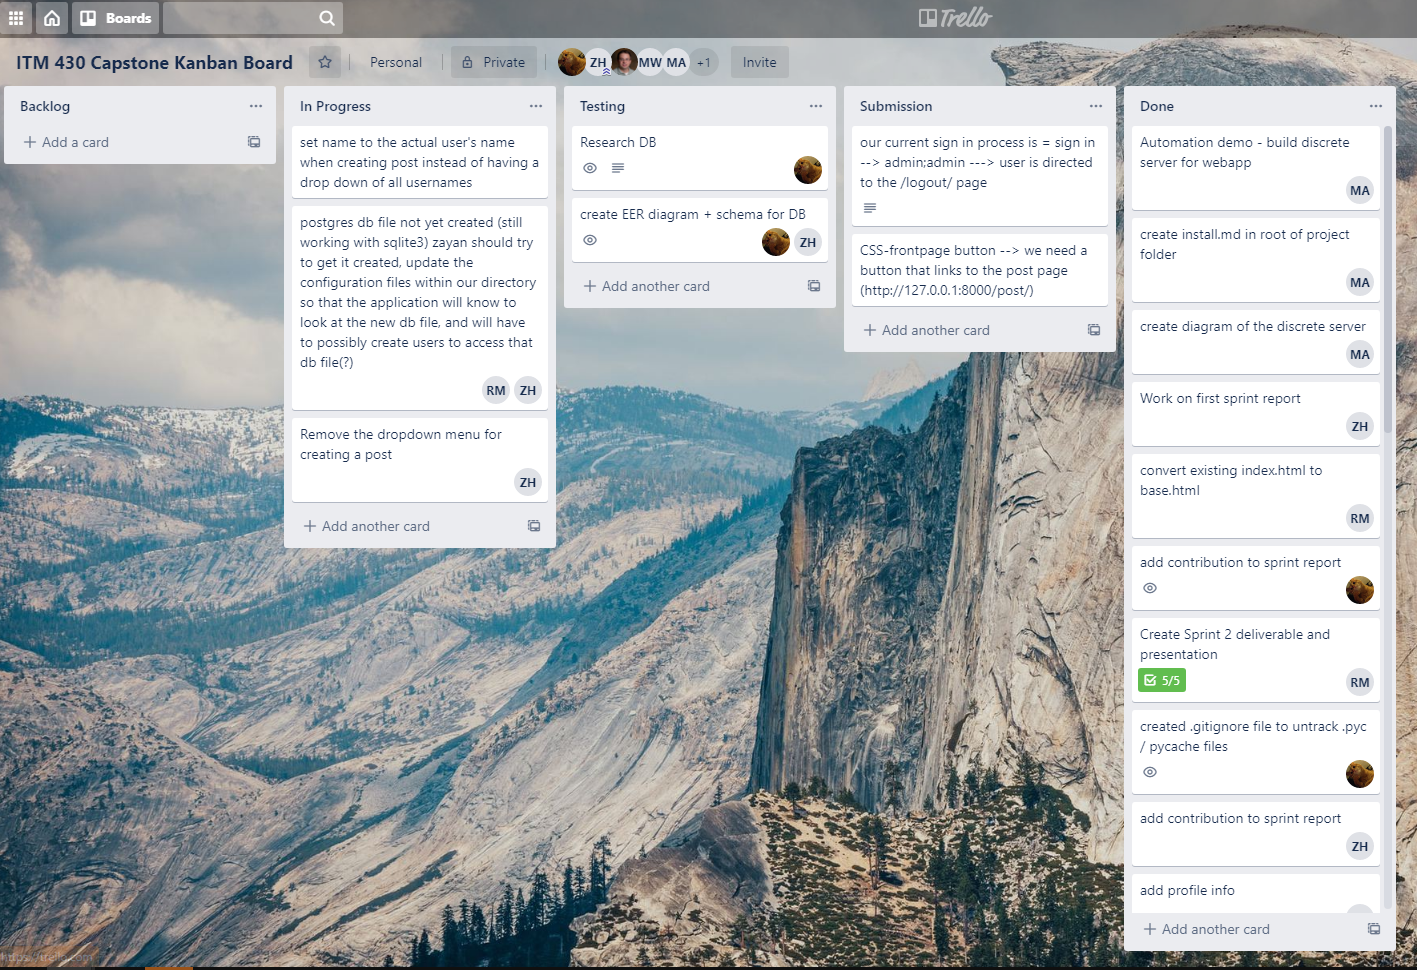 Boards
Trello
ITM 430 Capstone Kanban Board
Personal
Private
ZH
MW
MA
+1
Invite
Backlog
Add a card
In Progress
set name to the actual user's name
when creating post instead of having a
drop down of all usernames
postgres db file not yet created (still
working with sqlite3) zayan should try
to get it created, update the
configuration files within our directory
so that the application will know to
look at the new db file, and will have
to possibly create users to access that
db file(?)
RM ZH
Remove the dropdown menu for
creating a post
ZH
Add another card
Testing
Research DB
create EER diagram + schema for DB
ZH
Add another card
Submission
our current sign in process is = sign in
--> admin;admin ---> user is directed
to the /logout/ page
CSS-frontpage button --> we need a
button that links to the post page
(http://127.0.0.1:8000/post/)
Add another card
Done
Automation demo - build discrete
server for webapp
MA
create install.md in root of project
folder
MA
create diagram of the discrete server
MA
Work on first sprint report
ZH
convert existing index.html to
base.html
RM
add contribution to sprint report
Create Sprint 2 deliverable and
presentation
5/5
RM
created .gitignore file to untrack .pyc
/ pycache files
add contribution to sprint report
ZH
add profile info
Add another card
https://trello.com